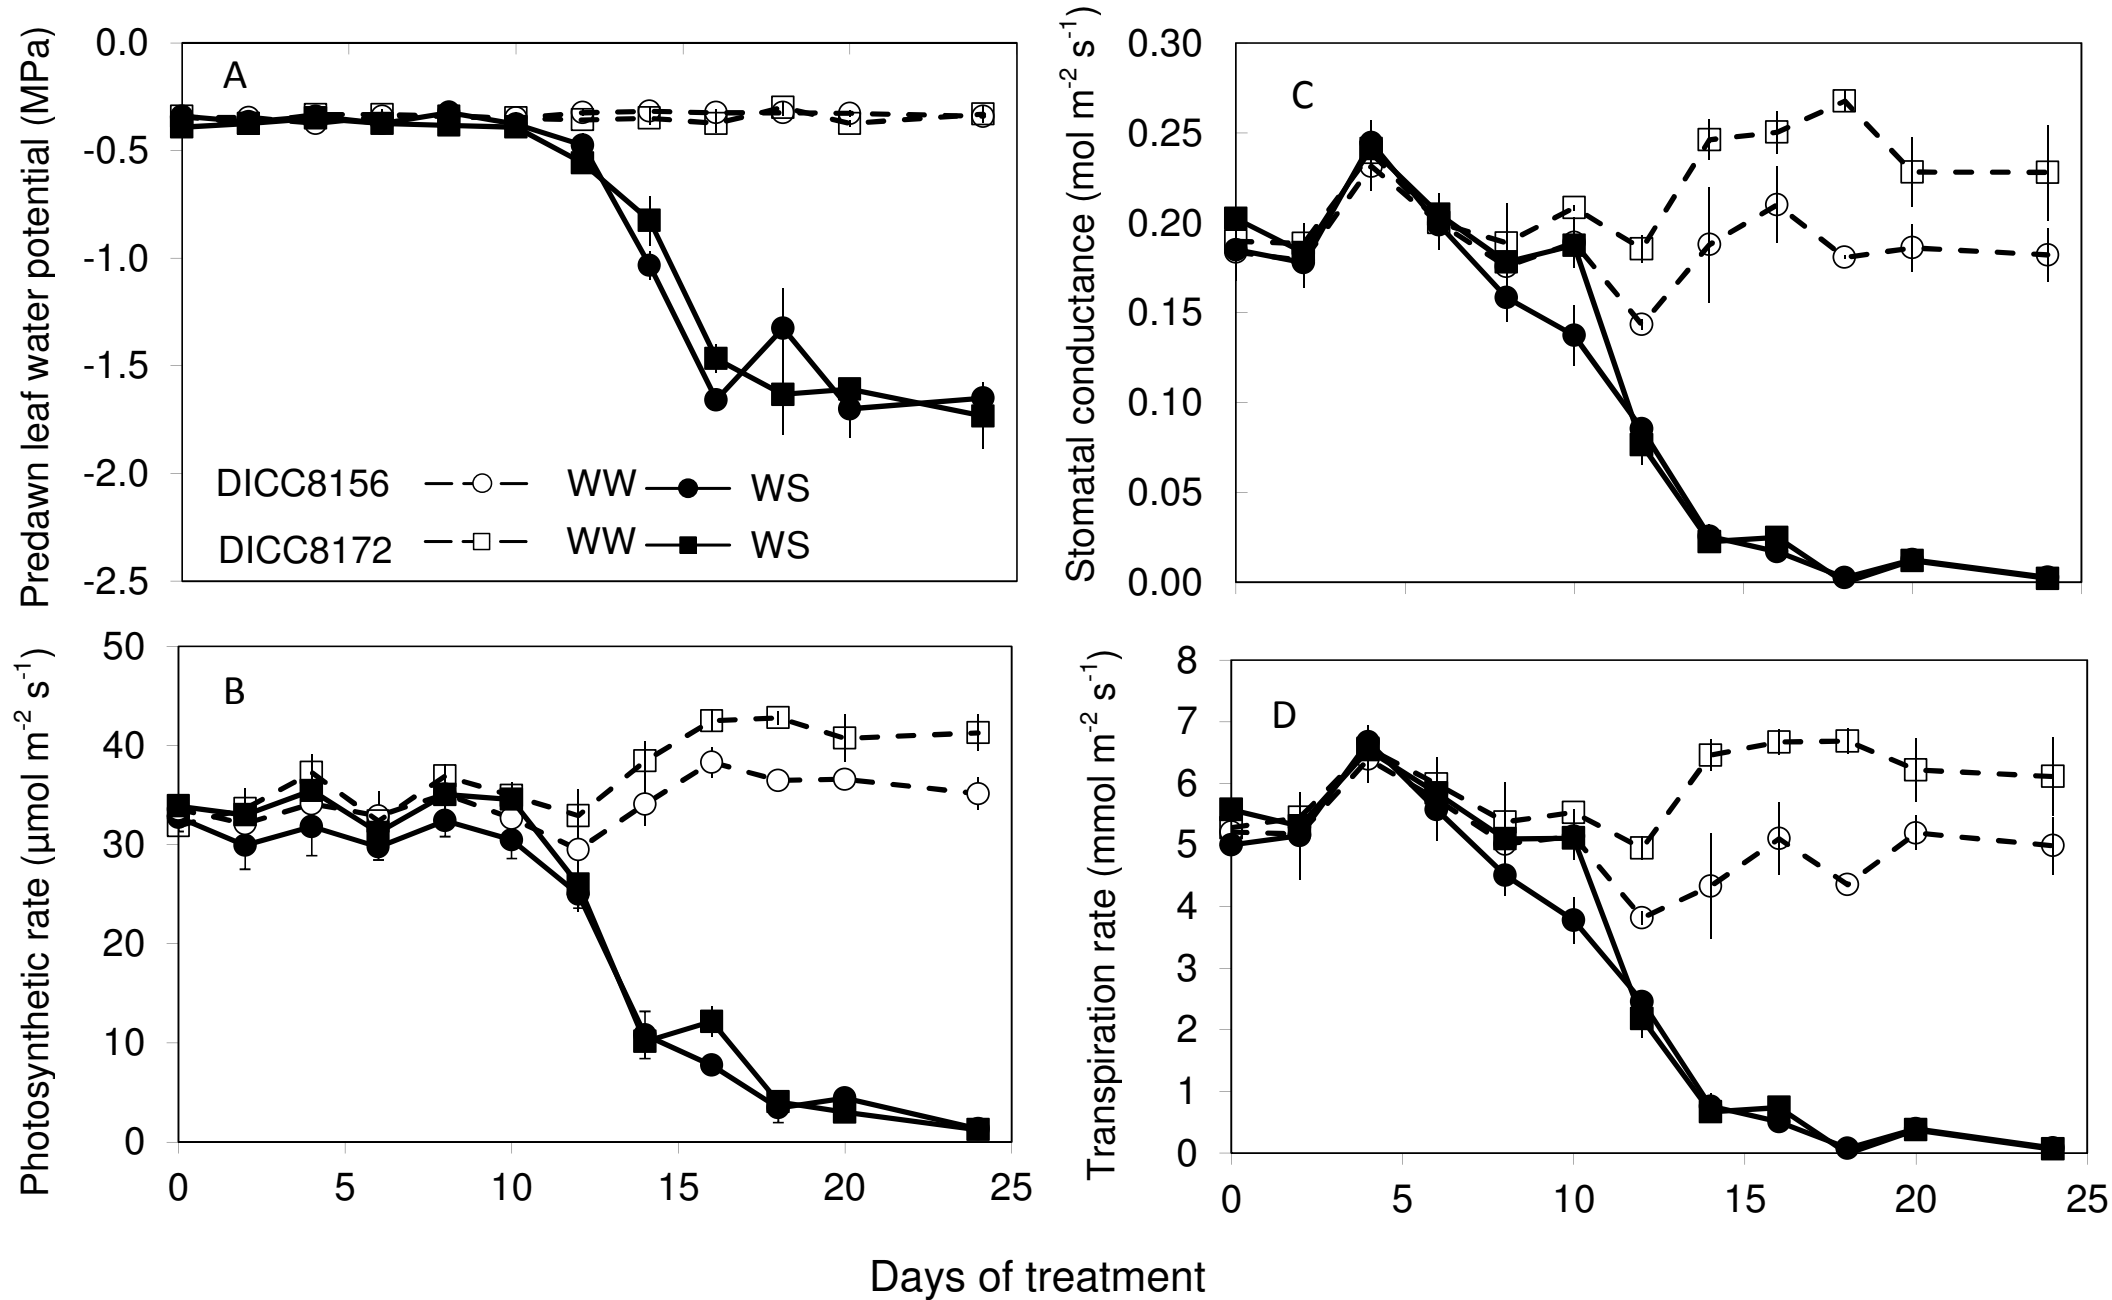 Predawn leaf water potential (MPa)
0.0
-0.5
-1.0
-1.5
-2.0
-2.5
A
DICC8156 WW WS
DICC8172 WW WS
Stomatal conductance (mol m-2 s-1)
0.30
0.25
0.20
0.15
0.10
0.05
0.00
C
Photosynthetic rate (µmol m-2 s-1)
50
40
30
20
10
0
B
0 5 10 15 20 25
Transpiration rate (mmol m-2 s-1)
8
7
6
5
4
3
2
1
0
D
0 5 10 15 20 25
Days of treatment